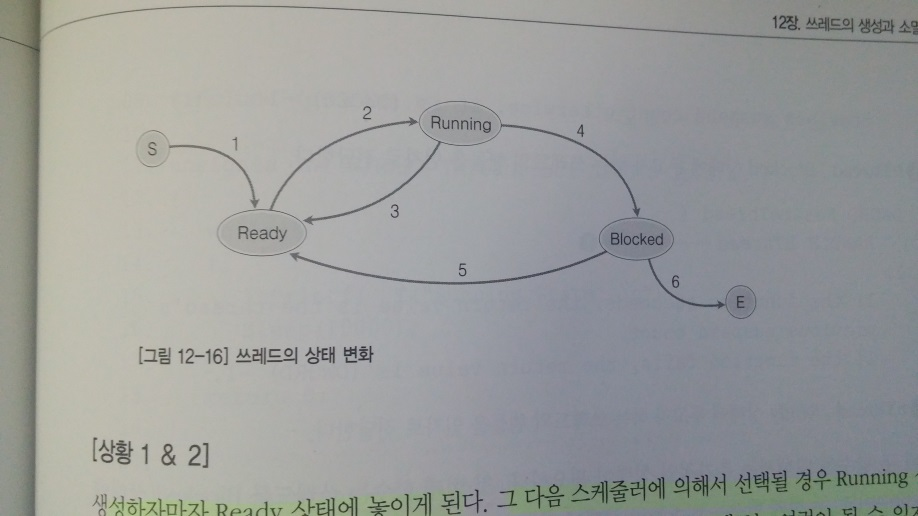 12장. 쓰레드의 생성과 소멸
S
1
2
Running
4
3
Ready
Blocked
5
6
E
[그림 12-16] 쓰레드의 상태 변화
[상황 1 & 2]
생성하자마자 Ready 상태에 놓이게 된다. 그 다음 스케줄러에 의해서 선택될 경우 Running